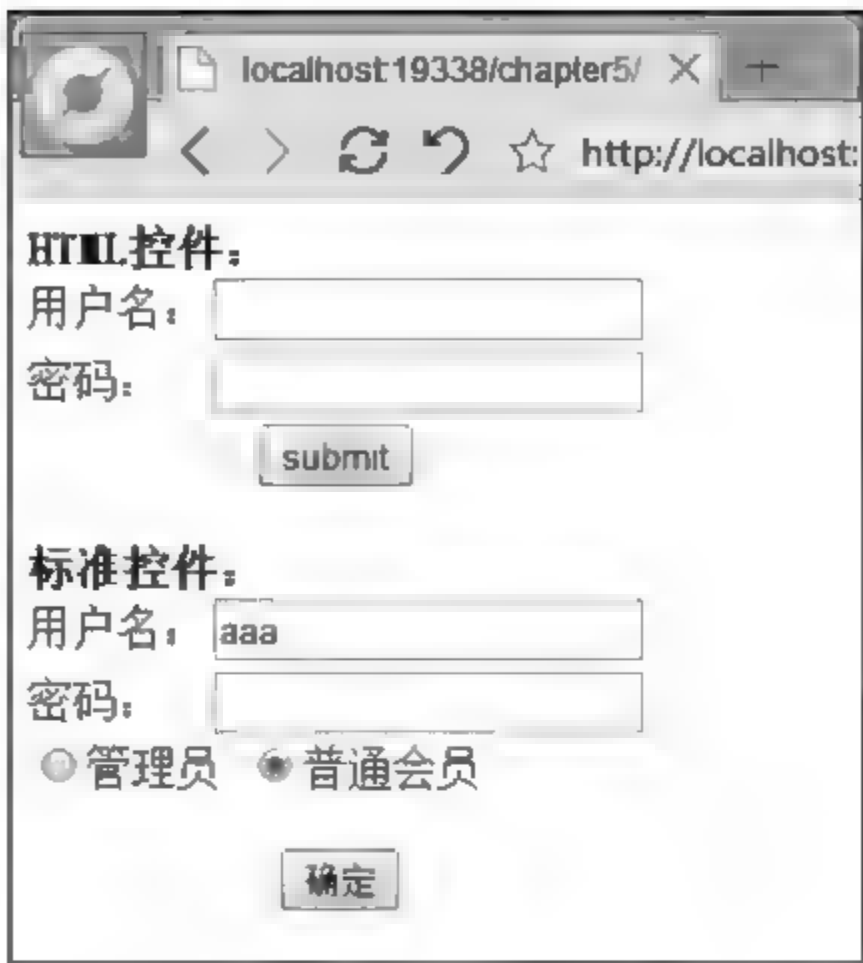 localhost:19338/chapter5/
http://localhost:
HTML控件：
用户名：
密码：
submit
标准控件：
用户名： aaa
密码：
管理员 普通会员
确定